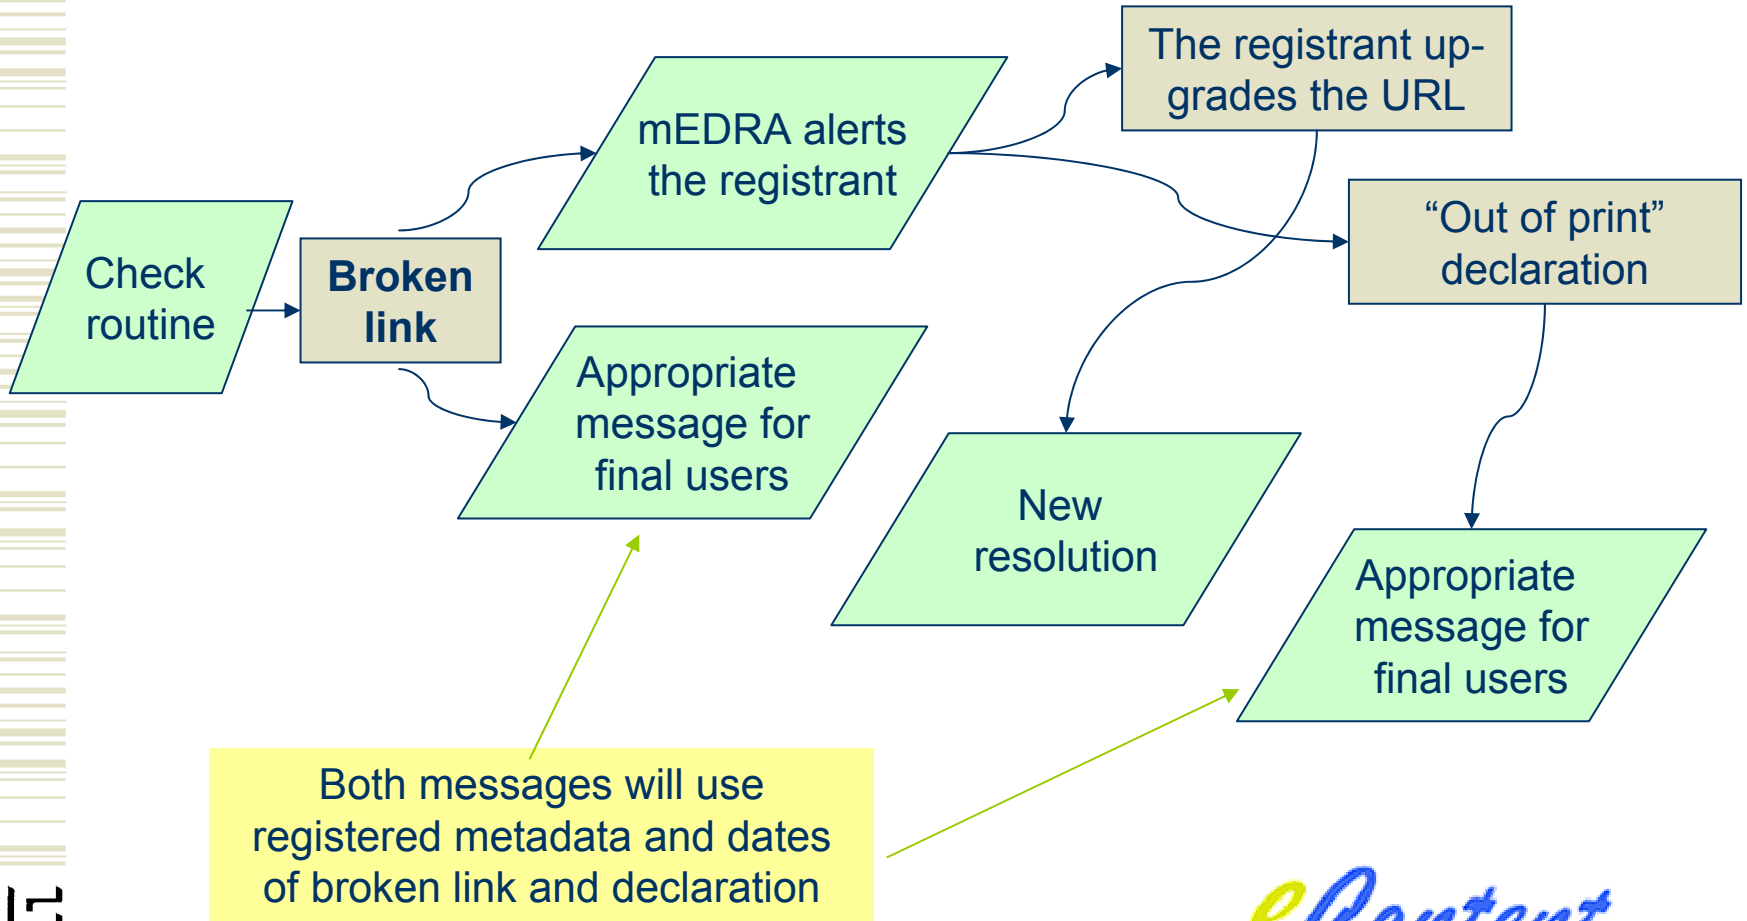 The registrant up-
grades the URL
mEDRA alerts
the registrant
“Out of print”
declaration
Check
routine
Broken
link
Appropriate
message for
final users
New
resolution
Appropriate
message for
final users
Both messages will use
registered metadata and dates
of broken link and declaration
eContent